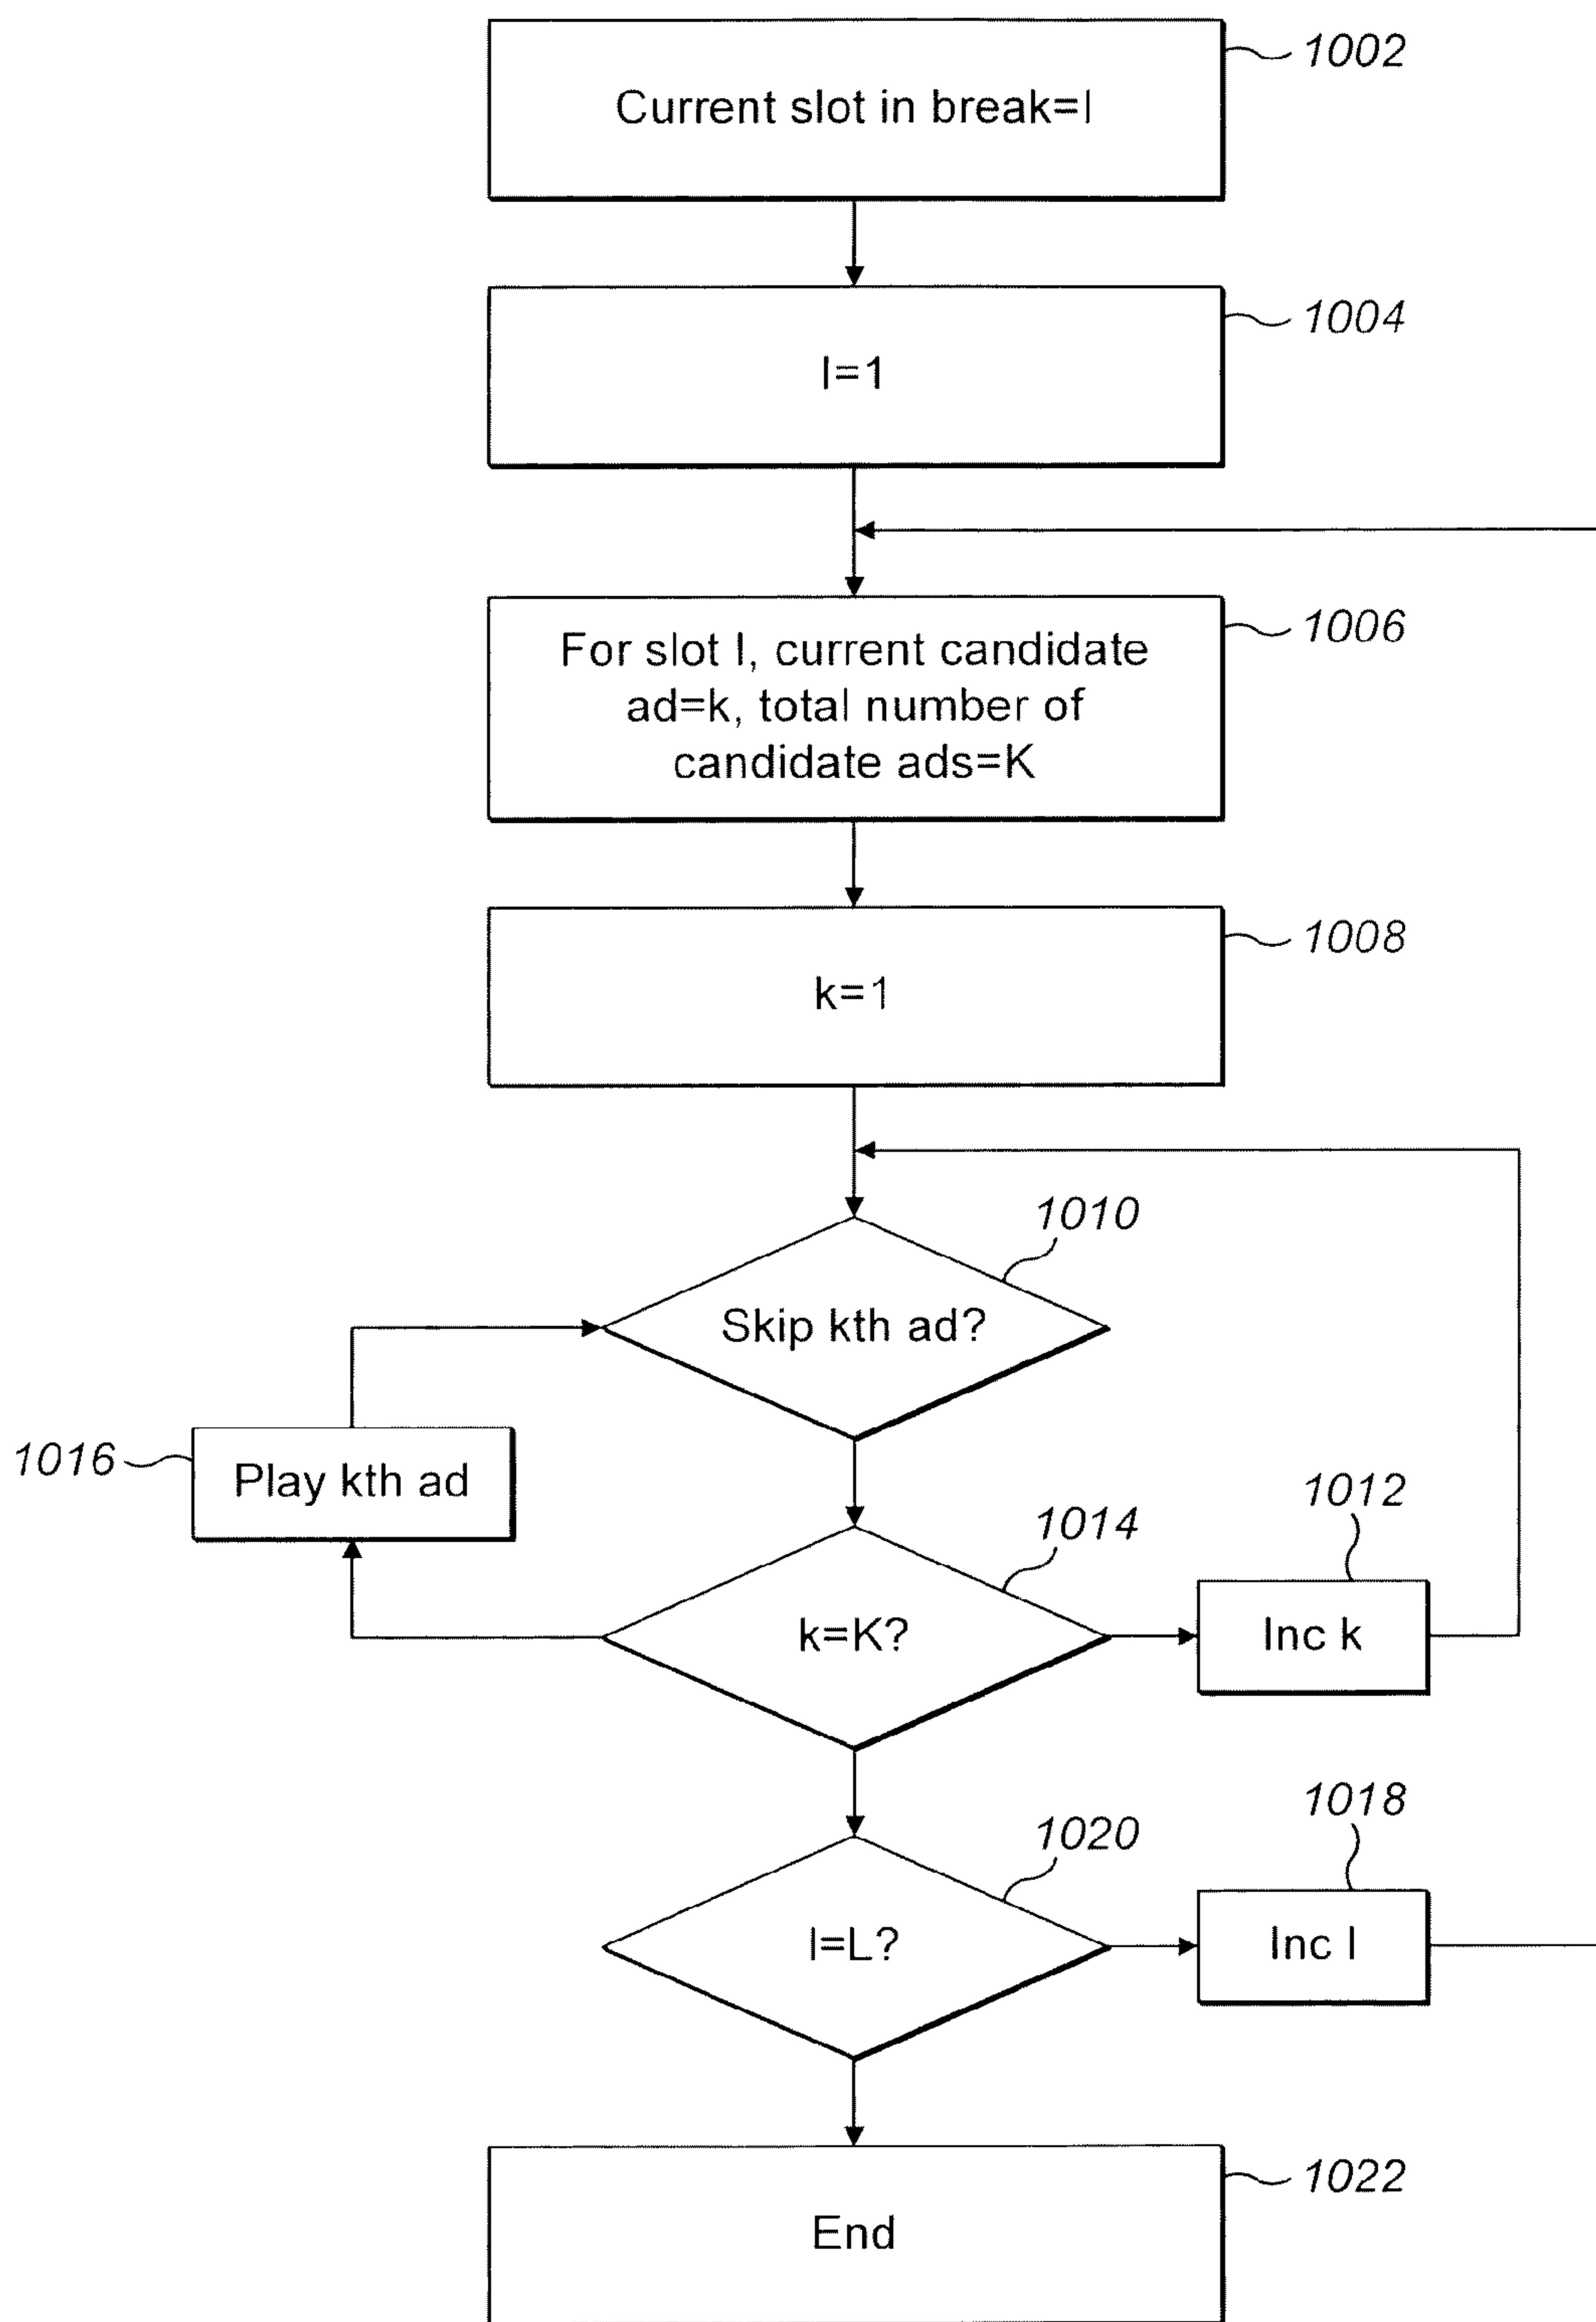 Current slot in break=l
1002
l=1
1004
For slot l, current candidate
ad=k, total number of
candidate ads=K
1006
k=1
1008
1010
Skip kth ad?
1016
Play kth ad
1014
k=K?
1012
Inc k
1020
l=L?
1018
Inc l
End
1022